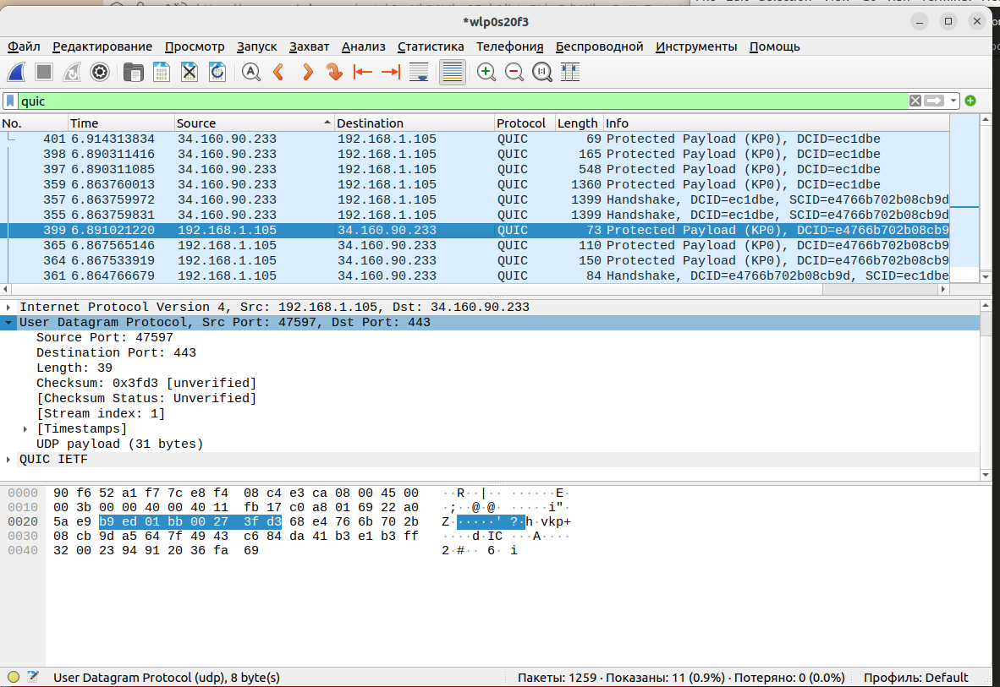 *wlp0s20f3
Файл Редактирование Просмотр Запуск Захват Анализ Статистика Телефония Беспроводной Инструменты Помощь
quic
No. Time Source Destination Protocol Length Info
401 6.914313834 34.160.90.233 192.168.1.105 QUIC 69 Protected Payload (KP0), DCID=ec1dbe
398 6.890311416 34.160.90.233 192.168.1.105 QUIC 165 Protected Payload (KP0), DCID=ec1dbe
397 6.890311085 34.160.90.233 192.168.1.105 QUIC 548 Protected Payload (KP0), DCID=ec1dbe
359 6.863760013 34.160.90.233 192.168.1.105 QUIC 1360 Protected Payload (KP0), DCID=ec1dbe
357 6.863759972 34.160.90.233 192.168.1.105 QUIC 1399 Handshake, DCID=ec1dbe, SCID=e4766b702b08cb9d
355 6.863759831 34.160.90.233 192.168.1.105 QUIC 1399 Handshake, DCID=ec1dbe, SCID=e4766b702b08cb9d
399 6.891021220 192.168.1.105 34.160.90.233 QUIC 73 Protected Payload (KP0), DCID=e4766b702b08cb9
365 6.867565146 192.168.1.105 34.160.90.233 QUIC 110 Protected Payload (KP0), DCID=e4766b702b08cb9
364 6.867533919 192.168.1.105 34.160.90.233 QUIC 150 Protected Payload (KP0), DCID=e4766b702b08cb9
361 6.864766679 192.168.1.105 34.160.90.233 QUIC 84 Handshake, DCID=e4766b702b08cb9d, SCID=ec1dbe
Internet Protocol Version 4, Src: 192.168.1.105, Dst: 34.160.90.233
User Datagram Protocol, Src Port: 47597, Dst Port: 443
Source Port: 47597
Destination Port: 443
Length: 39
Checksum: 0x3fd3 [unverified]
[Checksum Status: Unverified]
[Stream index: 1]
[Timestamps]
UDP payload (31 bytes)
QUIC IETF
0000 90 f6 52 a1 f7 7c e8 f4 08 c4 e3 ca 08 00 45 00 ··R··|·· ······E·
0010 00 3b 00 00 40 00 40 11 fb 17 c0 a8 01 69 22 a0 ·;··@·@· ·····i"·
0020 5a e9 b9 ed 01 bb 00 27 3f d3 68 e4 76 6b 70 2b Z······' ?·h·vkp+
0030 08 cb 9d a5 64 7f 49 43 c6 84 da 41 b3 e1 b3 ff ····d·IC ···A····
0040 32 00 23 94 91 20 36 fa 69 2·#·· 6· i
User Datagram Protocol (udp), 8 byte(s) Пакеты: 1259 · Показаны: 11 (0.9%) · Потеряно: 0 (0.0%) Профиль: Default